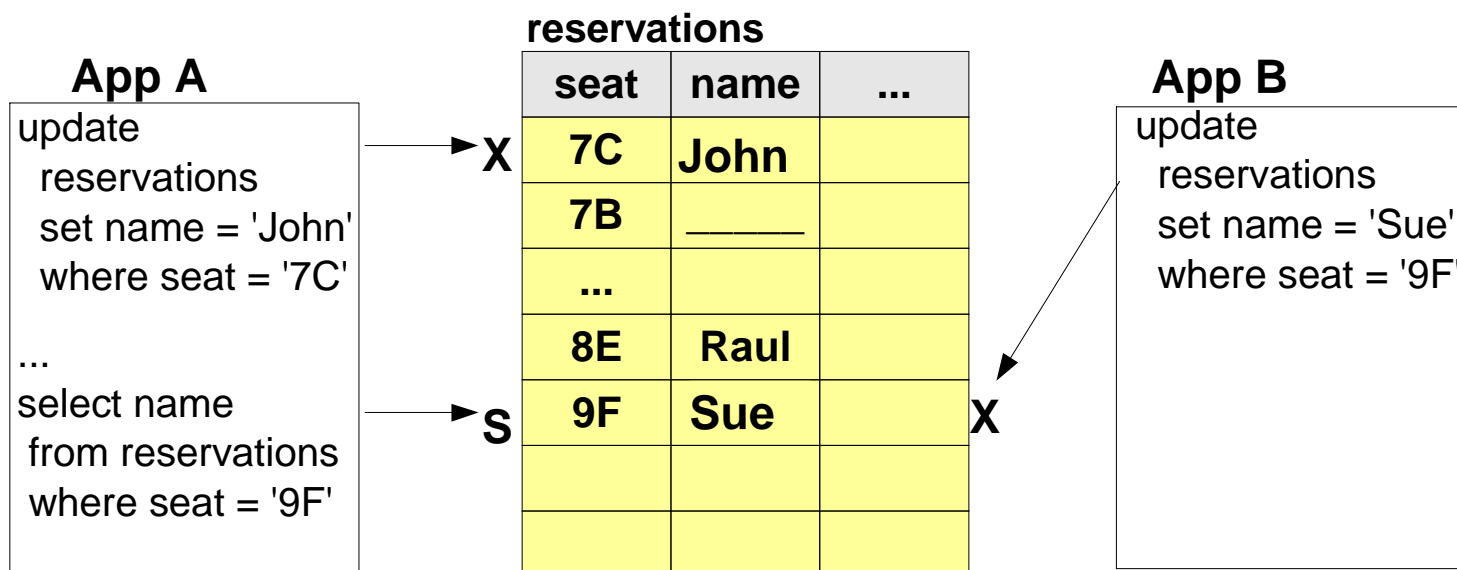 reservations
App A
update
reservations
set name = 'John'
where seat = '7C'
...
select name
from reservations
where seat = '9F'
X
S
seat name ...
7C John
7B _____
...
8E Raul
9F Sue
X
App B
update
reservations
set name = 'Sue'
where seat = '9F'